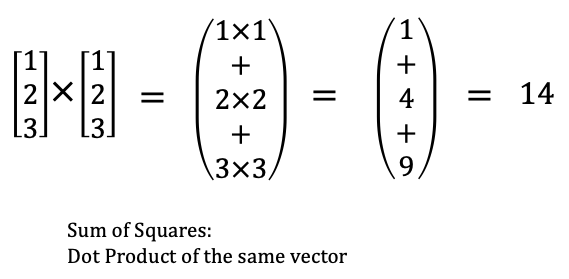 [1 2 3] × [1 2 3] = (1×1 + 2×2 + 3×3) = (1 + 4 + 9) = 14
Sum of Squares:
Dot Product of the same vector